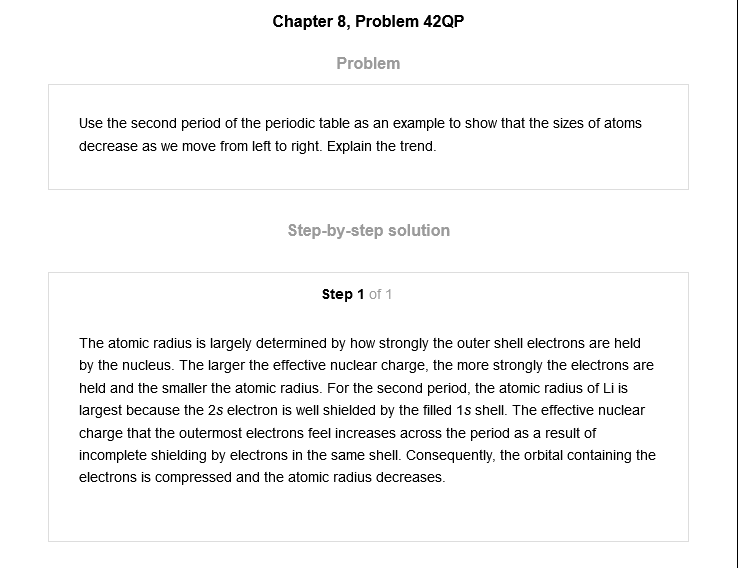 Chapter 8, Problem 42QP
Problem
Use the second period of the periodic table as an example to show that the sizes of atoms
decrease as we move from left to right. Explain the trend.
Step-by-step solution
Step 1 of 1
The atomic radius is largely determined by how strongly the outer shell electrons are held
by the nucleus. The larger the effective nuclear charge, the more strongly the electrons are
held and the smaller the atomic radius. For the second period, the atomic radius of Li is
largest because the 2s electron is well shielded by the filled 1s shell. The effective nuclear
charge that the outermost electrons feel increases across the period as a result of
incomplete shielding by electrons in the same shell. Consequently, the orbital containing the
electrons is compressed and the atomic radius decreases.